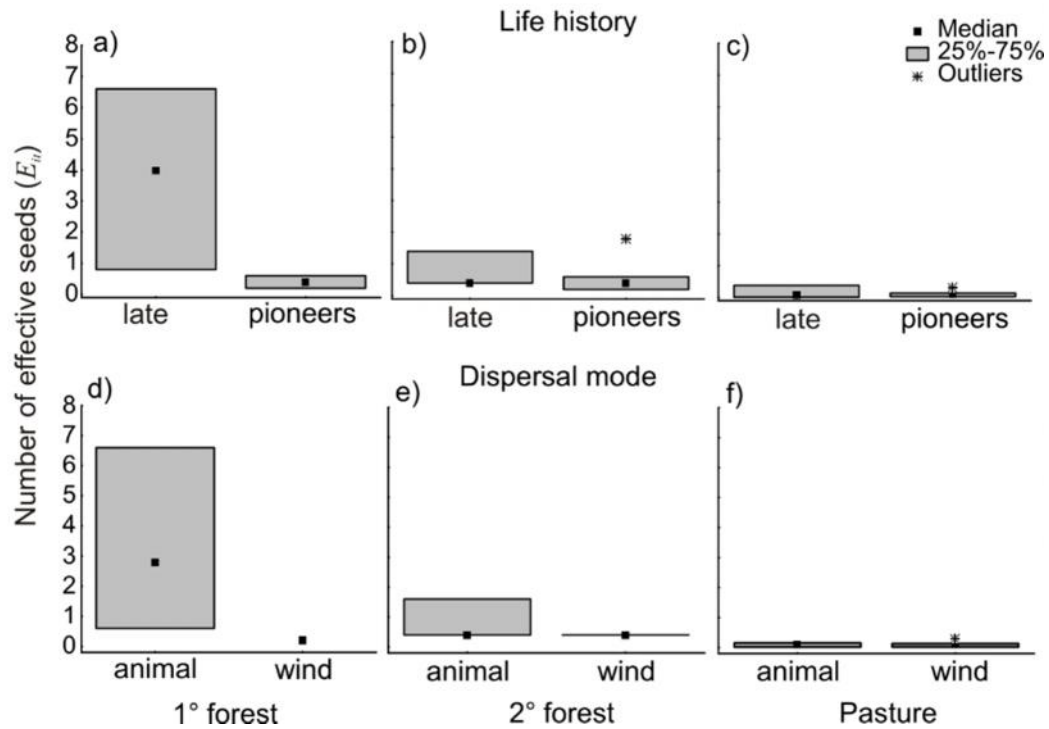 Life history
a)
b)
c)
Median
25%-75%
Outliers
Number of effective seeds (E_it)
8
7
6
5
4
3
2
1
0
late pioneers
late pioneers
late pioneers
Dispersal mode
d)
e)
f)
8
7
6
5
4
3
2
1
0
animal wind
animal wind
animal wind
1° forest
2° forest
Pasture